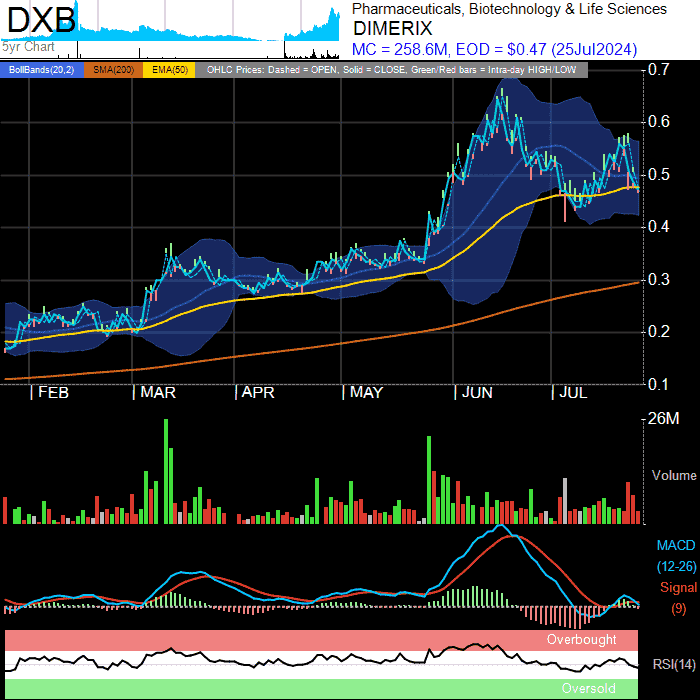 DXB
5yr Chart
Pharmaceuticals, Biotechnology & Life Sciences
DIMERIX
MC = 258.6M, EOD = $0.47 (25Jul2024)
BollBands(20,2) SMA(200) EMA(50) OHLC Prices: Dashed = OPEN, Solid = CLOSE, Green/Red bars = Intra-day HIGH/LOW
0.7
0.6
0.5
0.4
0.3
0.2
0.1
FEB MAR APR MAY JUN JUL
26M
Volume
MACD
(12-26)
Signal
(9)
Overbought
RSI(14)
Oversold